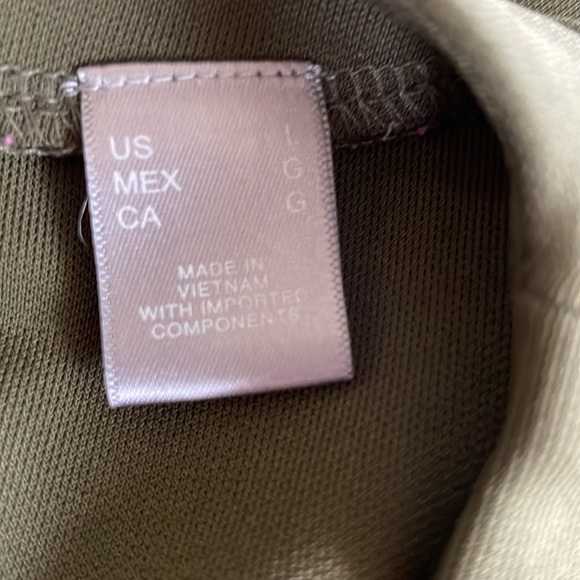 US L
MEX G
CA G
MADE IN
VIETNAM
WITH IMPORTED
COMPONENTS